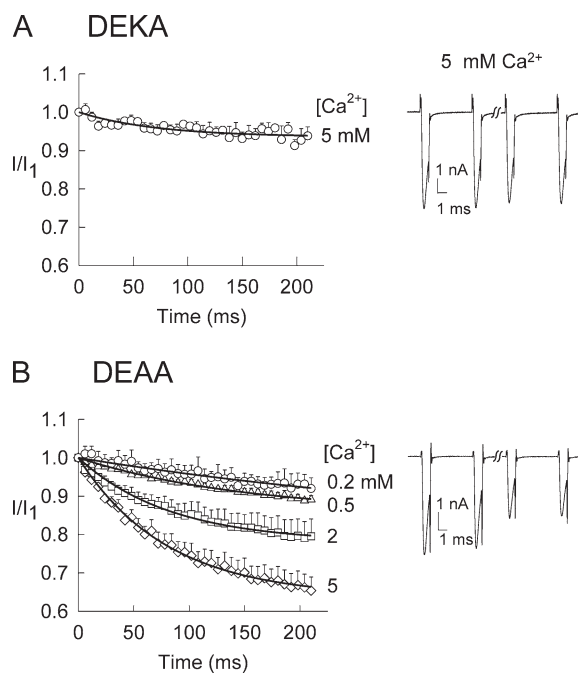 A DEKA
5 mM Ca²⁺
1.1
1.0
0.9
0.8
0.7
0.6
I/I₁
[Ca²⁺]
5 mM
1 nA
1 ms
0 50 100 150 200
Time (ms)
B DEAA
1.1
1.0
0.9
0.8
0.7
0.6
I/I₁
[Ca²⁺]
0.2 mM
0.5
2
5
1 nA
1 ms
0 50 100 150 200
Time (ms)